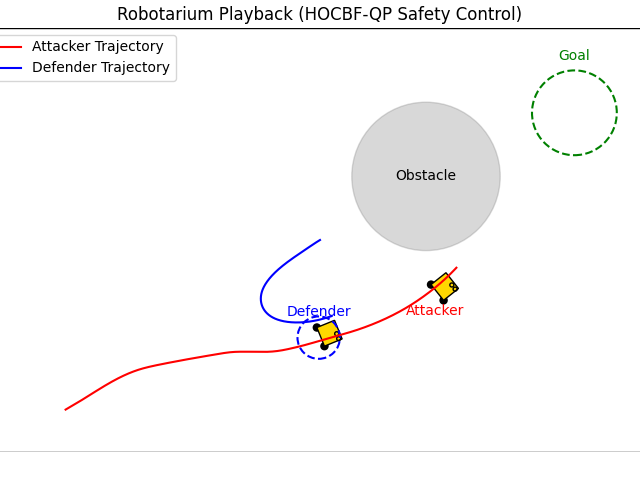 Robotarium Playback (HOCBF-QP Safety Control)
Attacker Trajectory
Defender Trajectory
Goal
Obstacle
Defender
Attacker